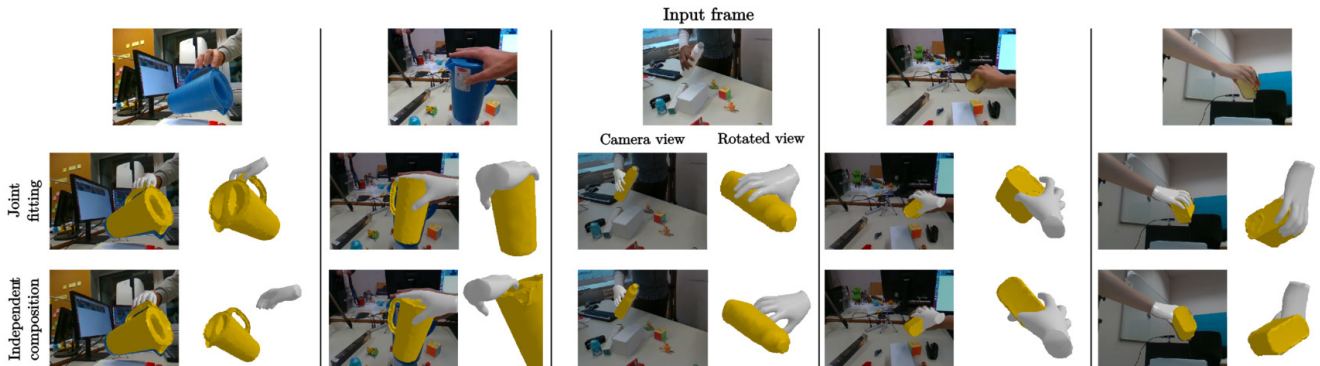 Input frame
Camera view
Rotated view
Joint
fitting
Independent
composition